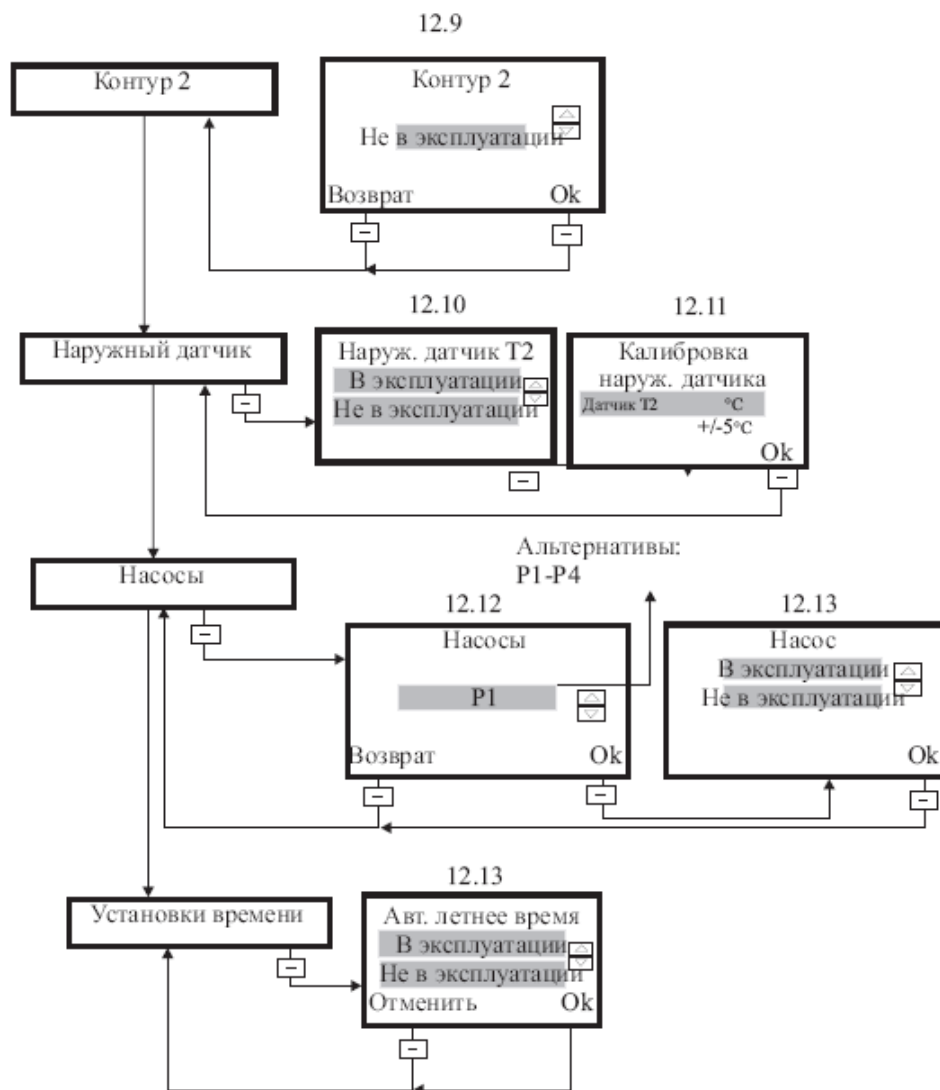 12.9
Контур 2
Контур 2
Не в эксплуатации
Возврат
Ok
12.10
12.11
Наружный датчик
Наруж. датчик T2
В эксплуатации
Не в эксплуатации
Калибровка
наруж. датчика
Датчик T2 °C
+/-5°C
Ok
Альтернативы:
P1-P4
Насосы
12.12
12.13
Насосы
P1
Возврат
Ok
Насос
В эксплуатации
Не в эксплуатации
Ok
12.13
Установки времени
Авт. летнее время
В эксплуатации
Не в эксплуатации
Отменить
Ok